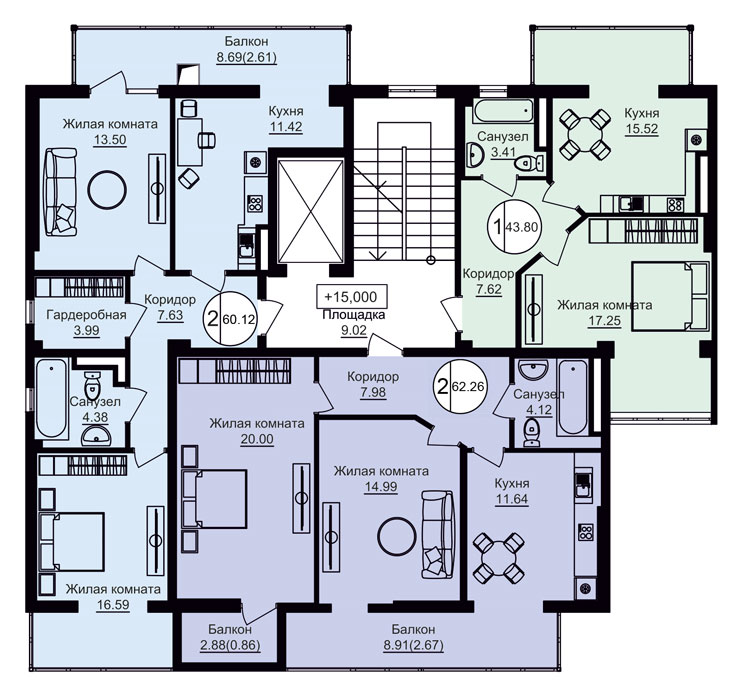 Балкон
8.69(2.61)
Жилая комната
13.50
Кухня
11.42
Санузел
3.41
Кухня
15.52
1 43.80
Гардеробная
3.99
Коридор
7.63
2 60.12
+15,000
Площадка
9.02
Коридор
7.62
Жилая комната
17.25
Санузел
4.38
Жилая комната
20.00
Коридор
7.98
2 62.26
Санузел
4.12
Жилая комната
14.99
Кухня
11.64
Жилая комната
16.59
Балкон
2.88(0.86)
Балкон
8.91(2.67)